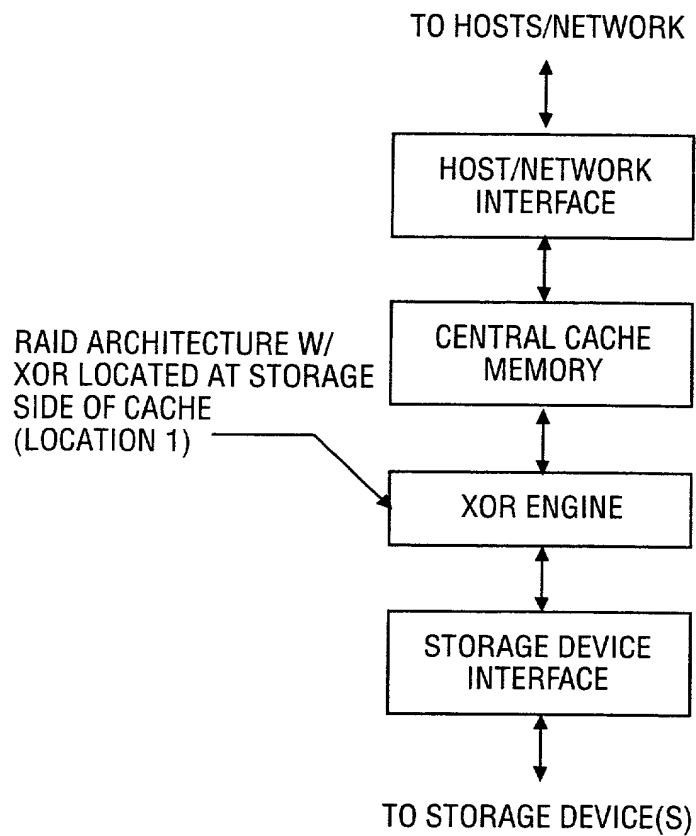 TO HOSTS/NETWORK
HOST/NETWORK
INTERFACE
CENTRAL CACHE
MEMORY
RAID ARCHITECTURE W/
XOR LOCATED AT STORAGE
SIDE OF CACHE
(LOCATION 1)
XOR ENGINE
STORAGE DEVICE
INTERFACE
TO STORAGE DEVICE(S)